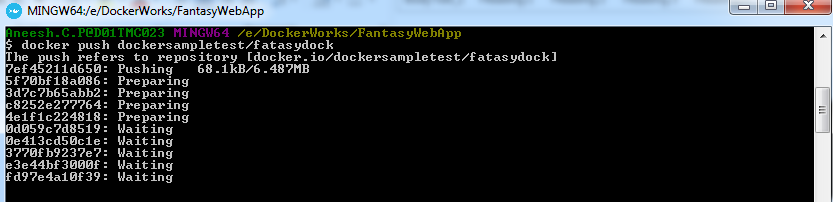 MINGW64:/e/DockerWorks/FantasyWebApp
Aneesh.C.P@D01TMC023 MINGW64 /e/DockerWorks/FantasyWebApp
$ docker push dockersampletest/fatasydock
The push refers to repository [docker.io/dockersampletest/fatasydock]
7ef45211d650: Pushing 68.1kB/6.487MB
5f70bf18a086: Preparing
3d7c7b65abb2: Preparing
c8252e277764: Preparing
4e1f1c224818: Preparing
0d059c7d8519: Waiting
0e413cd50c1e: Waiting
3770fb9237e7: Waiting
e3e44bf3000f: Waiting
fd97e4a10f39: Waiting